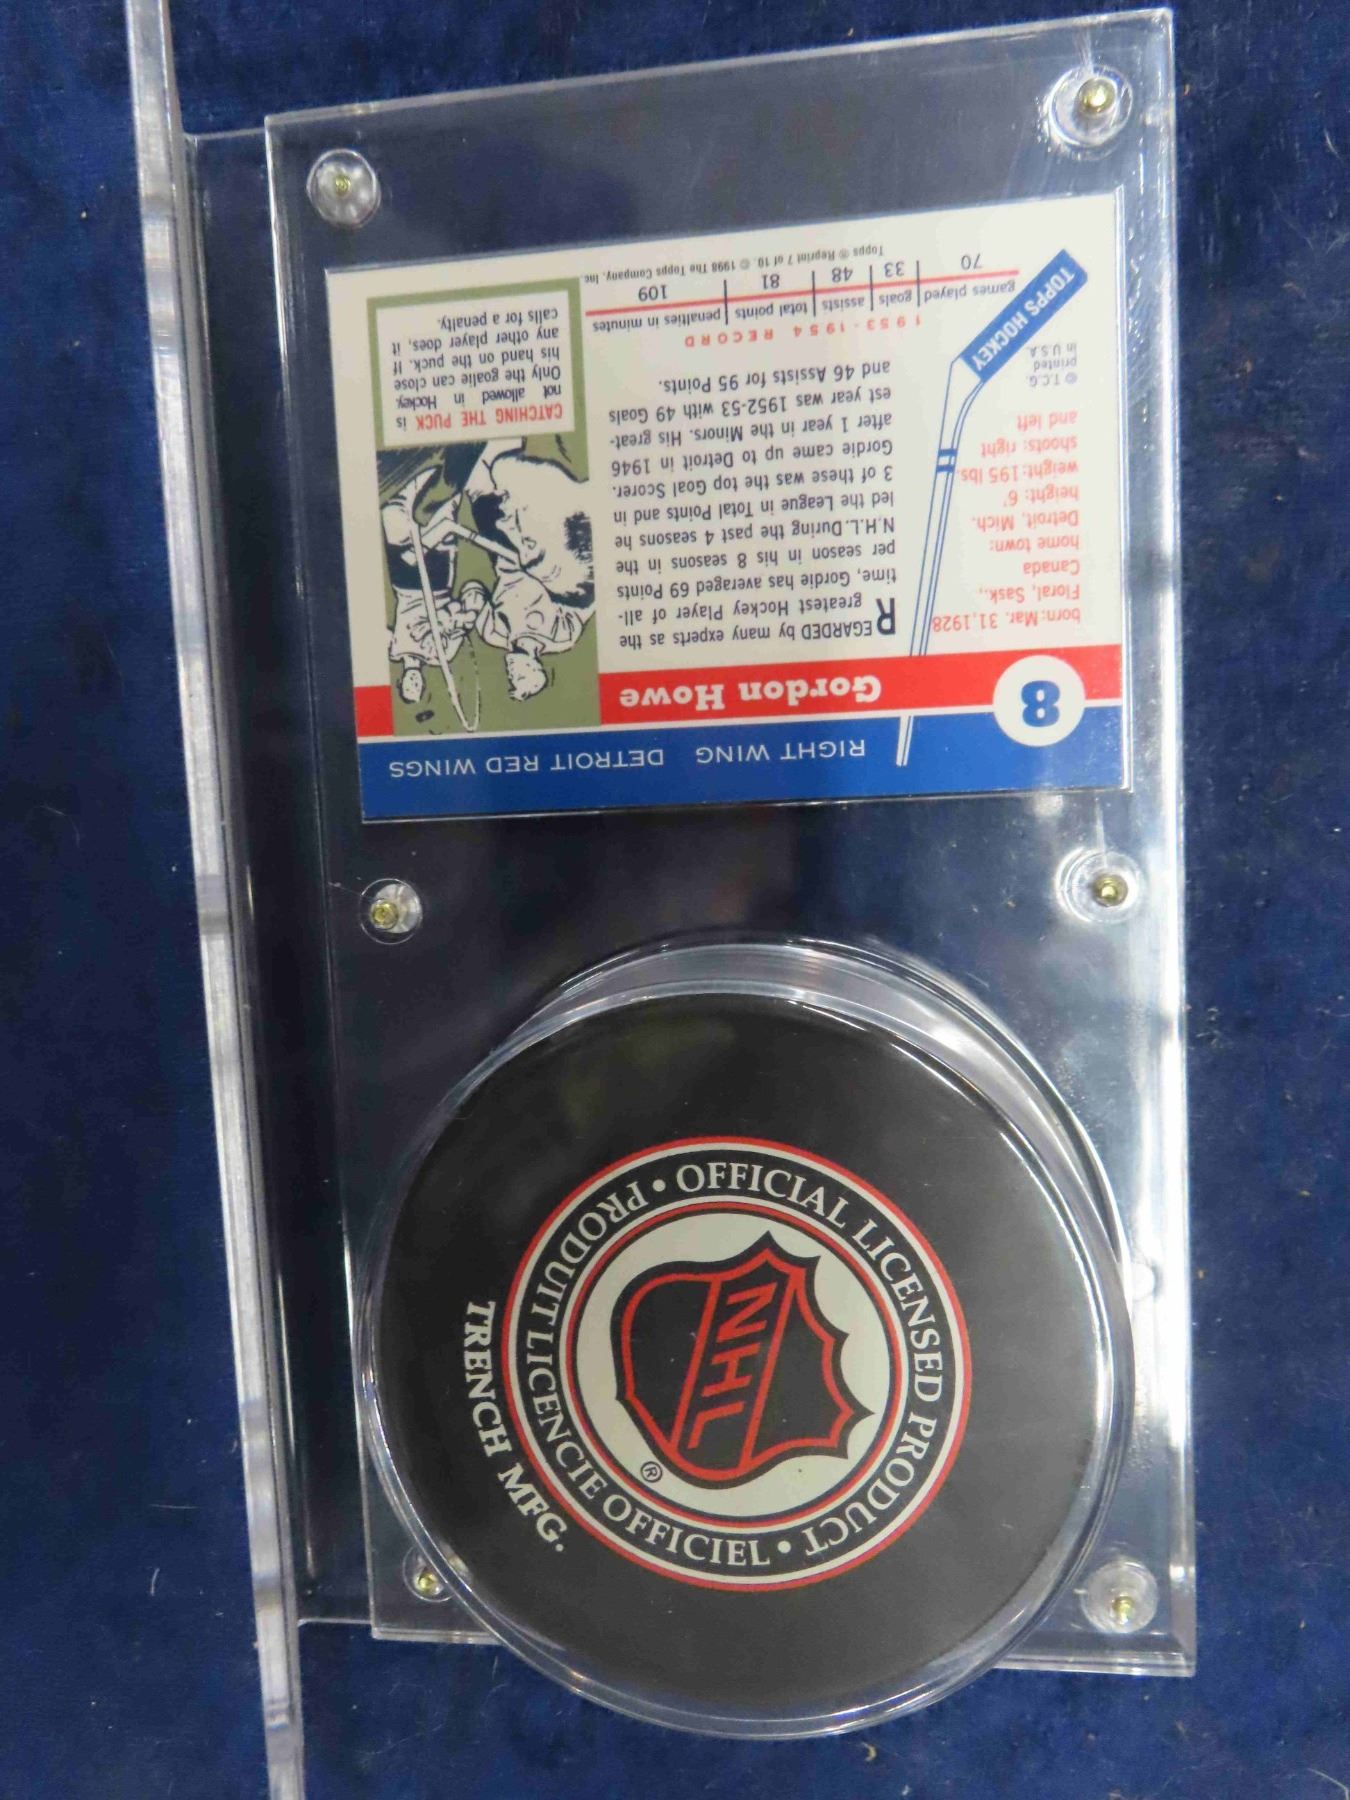 8
RIGHT WING DETROIT RED WINGS
Gordon Howe
born: Mar. 31, 1928
Floral, Sask.,
Canada
home town:
Detroit, Mich.
height: 6'
weight: 195 lbs.
shoots: right
and left
© T.C.G.
printed
in U.S.A.
TOPPS HOCKEY
REGARDED by many experts as the
greatest Hockey Player of all-
time, Gordie has averaged 69 Points
per season in his 8 seasons in the
N.H.L. During the past 4 seasons he
led the League in Total Points and in
3 of these was the top Goal Scorer.
Gordie came up to Detroit in 1946
after 1 year in the Minors. His great-
est year was 1952-53 with 49 Goals
and 46 Assists for 95 Points.
CATCHING THE PUCK is
not allowed in Hockey.
Only the goalie can close
his hand on the puck. If
any other player does, it
calls for a penalty.
1953-1954 RECORD
games played goals assists total points penalties in minutes
70 33 48 81 109
Topps ® Reprint 7 of 10. © 1998 The Topps Company, Inc.
• OFFICIAL LICENSED PRODUCT •
PRODUIT LICENCIE OFFICIEL
NHL
®
TRENCH MFG.